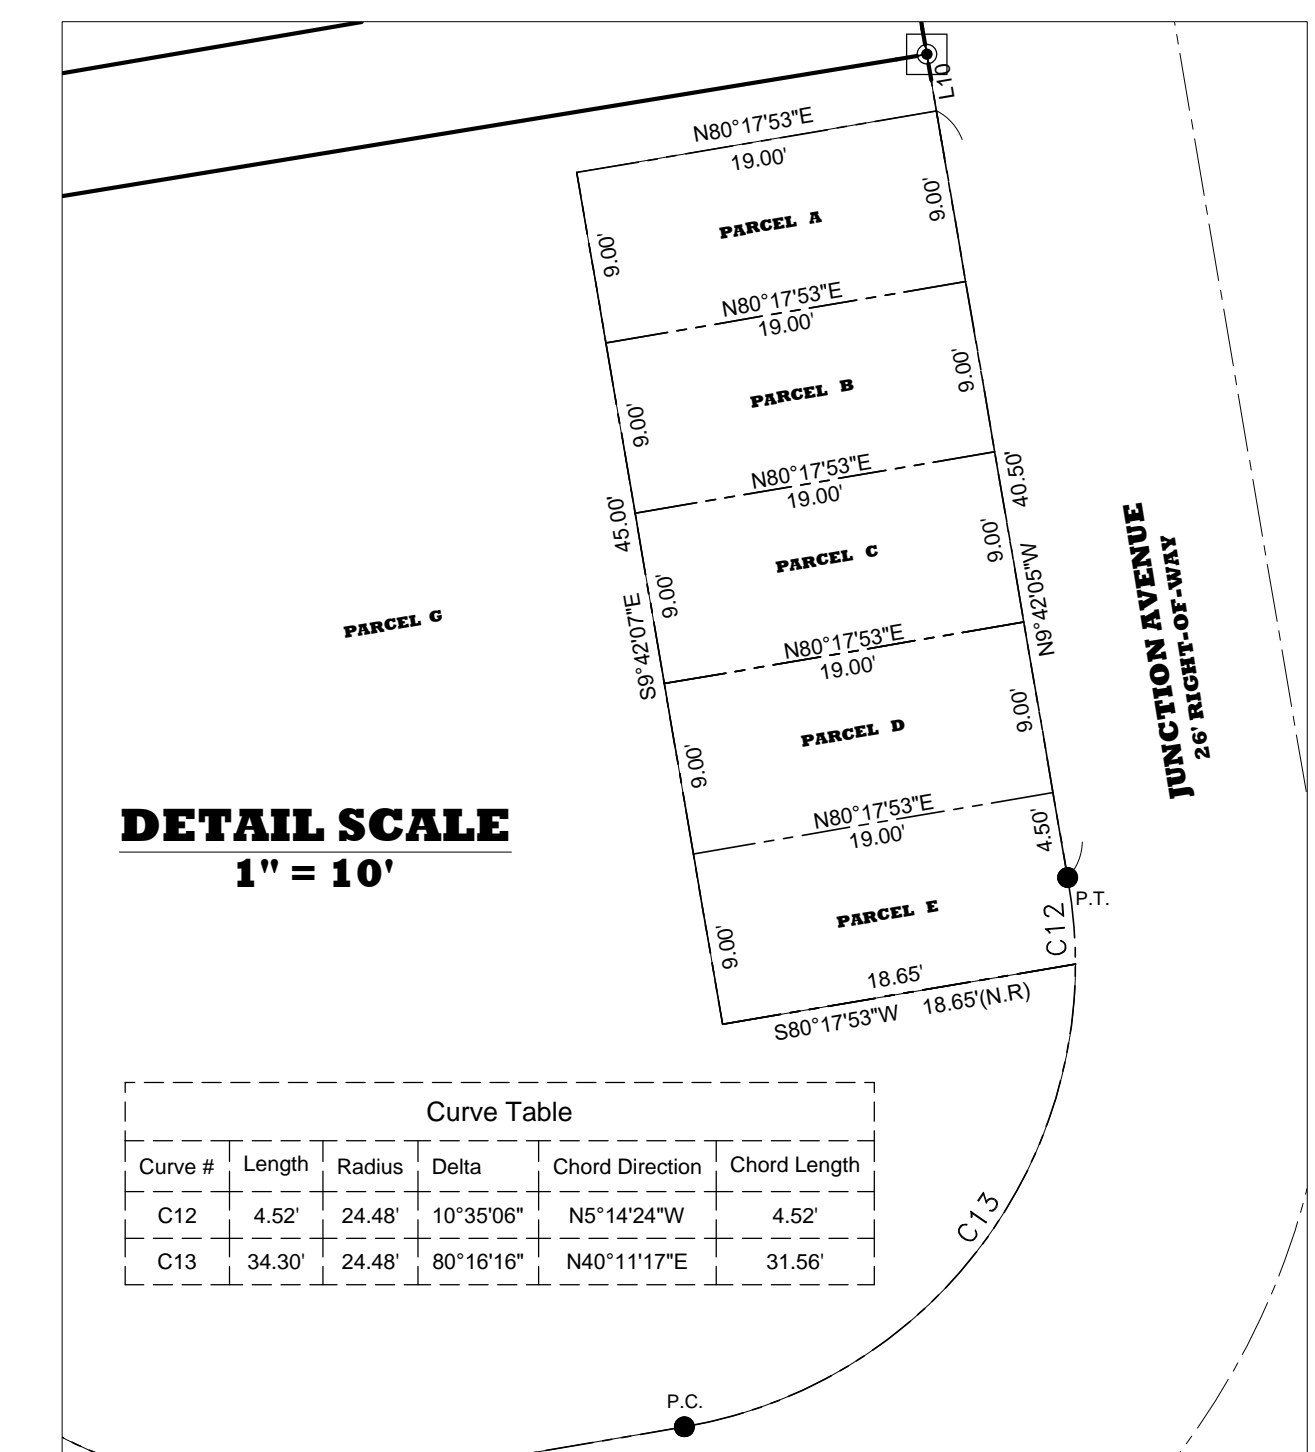 L10
N80°17'53"E
19.00'
9.00'
PARCEL A
9.00'
N80°17'53"E
19.00'
9.00'
PARCEL B
9.00'
N80°17'53"E
19.00'
45.00'
S9°42'07"E
9.00'
PARCEL C
9.00'
40.50'
N9°42'05"W
JUNCTION AVENUE
26' RIGHT-OF-WAY
PARCEL G
N80°17'53"E
19.00'
9.00'
PARCEL D
9.00'
N80°17'53"E
19.00'
4.50'
P.T.
C12
DETAIL SCALE
1" = 10'
9.00'
PARCEL E
18.65'
S80°17'53"W 18.65'(N.R)
Curve Table
Curve # Length Radius Delta Chord Direction Chord Length
C12 4.52' 24.48' 10°35'06" N5°14'24"W 4.52'
C13 34.30' 24.48' 80°16'16" N40°11'17"E 31.56'
C13
P.C.